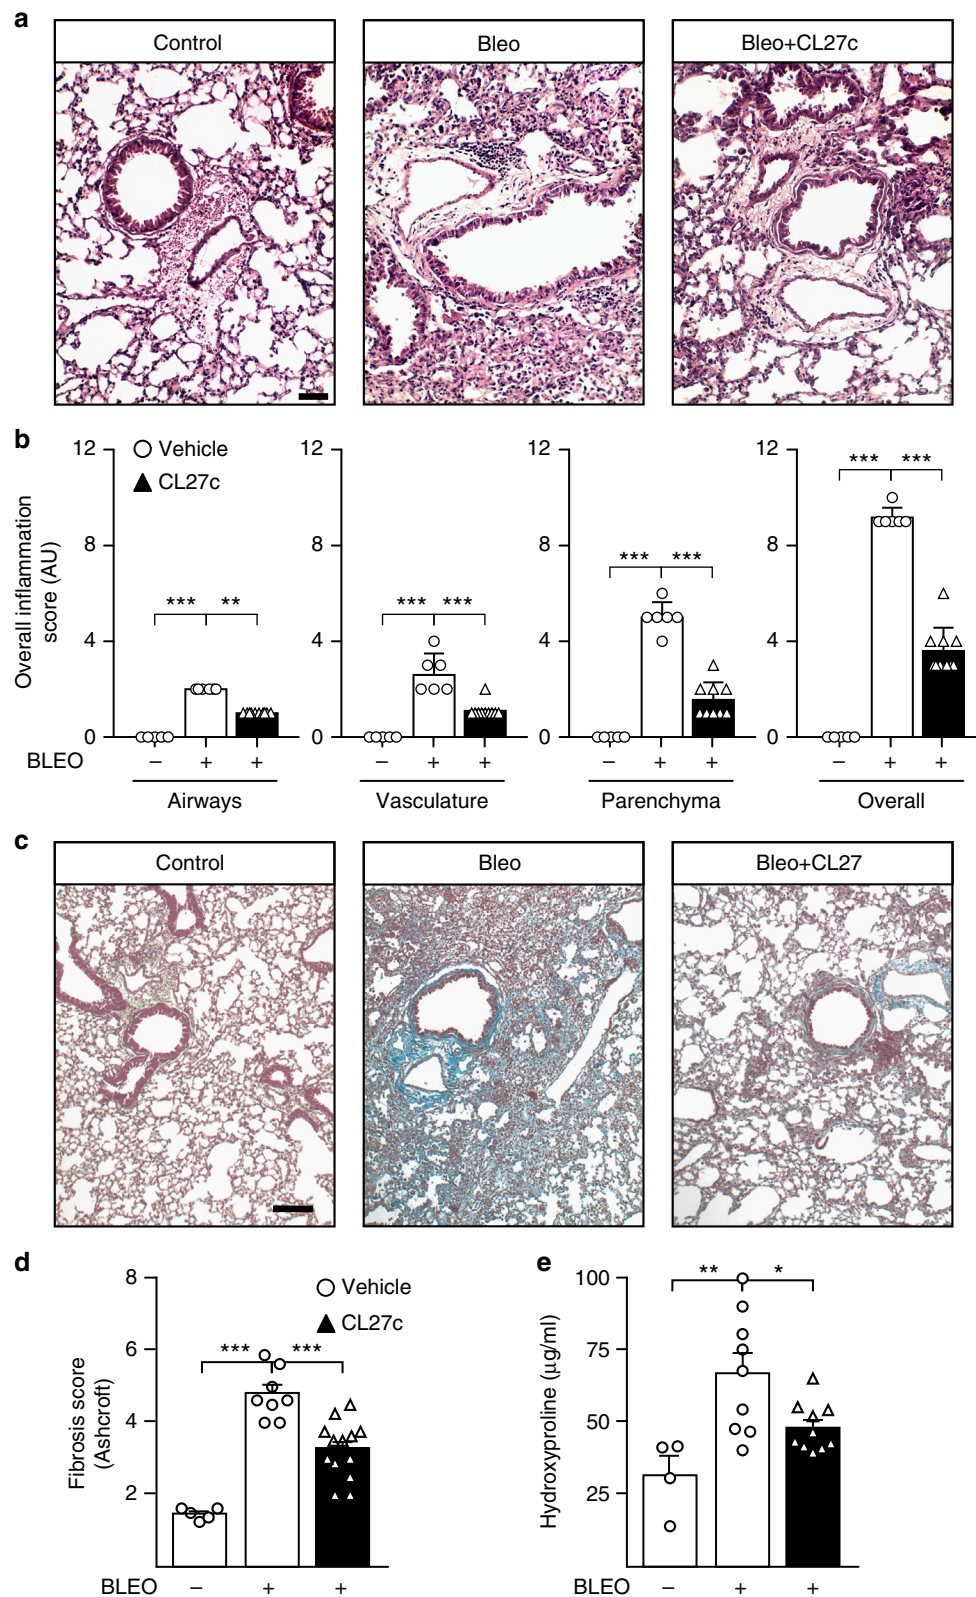 a
Control
Bleo
Bleo+CL27c
b
Overall inflammation
score (AU)
12
8
4
0
Vehicle
CL27c
*** **
12
8
4
0
*** ***
12
8
4
0
*** ***
12
8
4
0
*** ***
BLEO – + + – + + – + + – + +
Airways
Vasculature
Parenchyma
Overall
c
Control
Bleo
Bleo+CL27
d
Fibrosis score
(Ashcroft)
8
6
4
2
Vehicle
CL27c
*** ***
BLEO – + +
e
Hydroxyproline (µg/ml)
100
75
50
25
** *
BLEO – + +